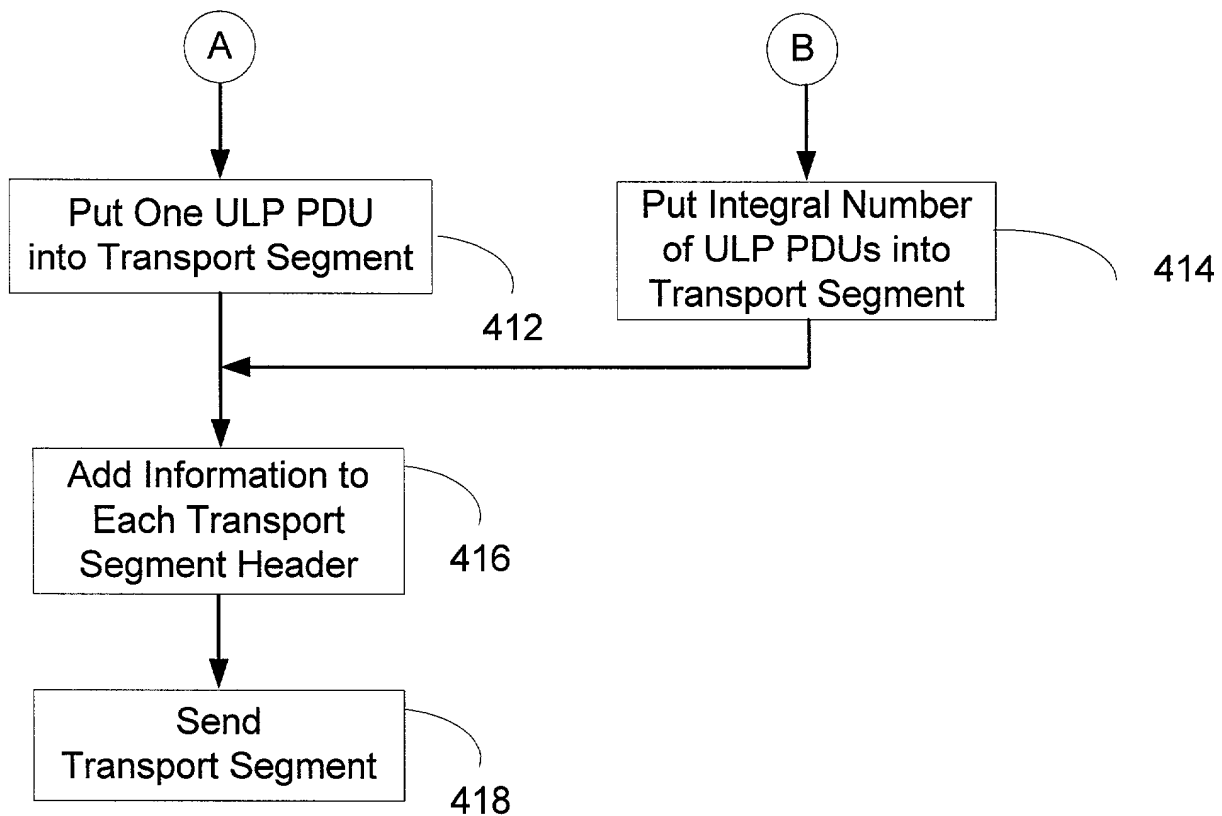 A
B
Put One ULP PDU
into Transport Segment
412
Put Integral Number
of ULP PDUs into
Transport Segment
414
Add Information to
Each Transport
Segment Header
416
Send
Transport Segment
418